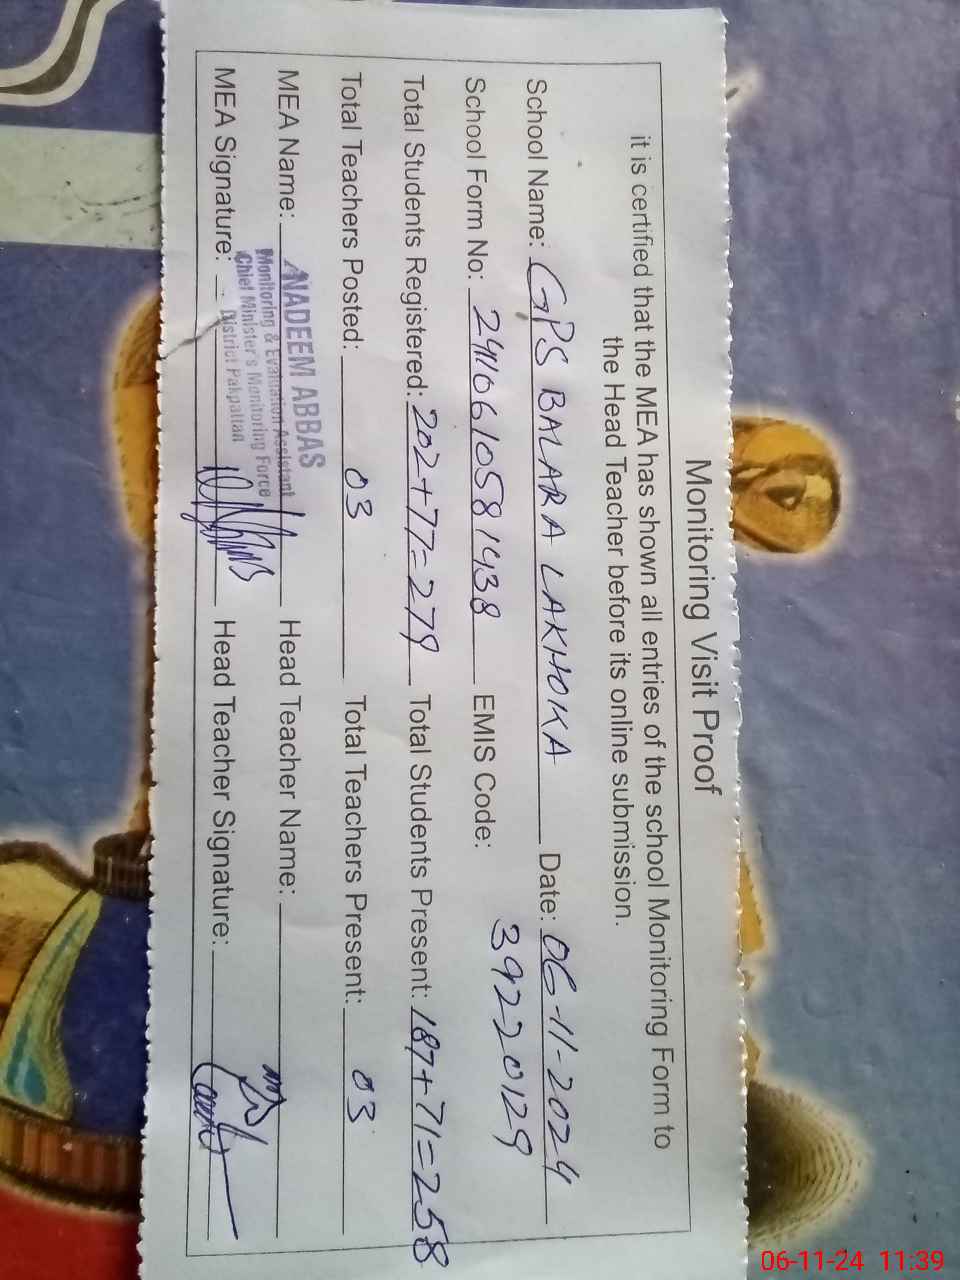 Monitoring Visit Proof
it is certified that the MEA has shown all entries of the school Monitoring Form to
the Head Teacher before its online submission.
School Name: GPS BALARA LAKHOKA Date: 06-11-2024
School Form No: 24110610581438 EMIS Code: 39220129
Total Students Registered: 202+77=279 Total Students Present: 187+71=258
Total Teachers Posted: 03 Total Teachers Present: 03
MEA Name: NADEEM ABBAS Head Teacher Name:
Monitoring & Evaluation Assistant
Chief Minister's Monitoring Force
District Pakpattan
MEA Signature: Head Teacher Signature:
06-11-24 11:39